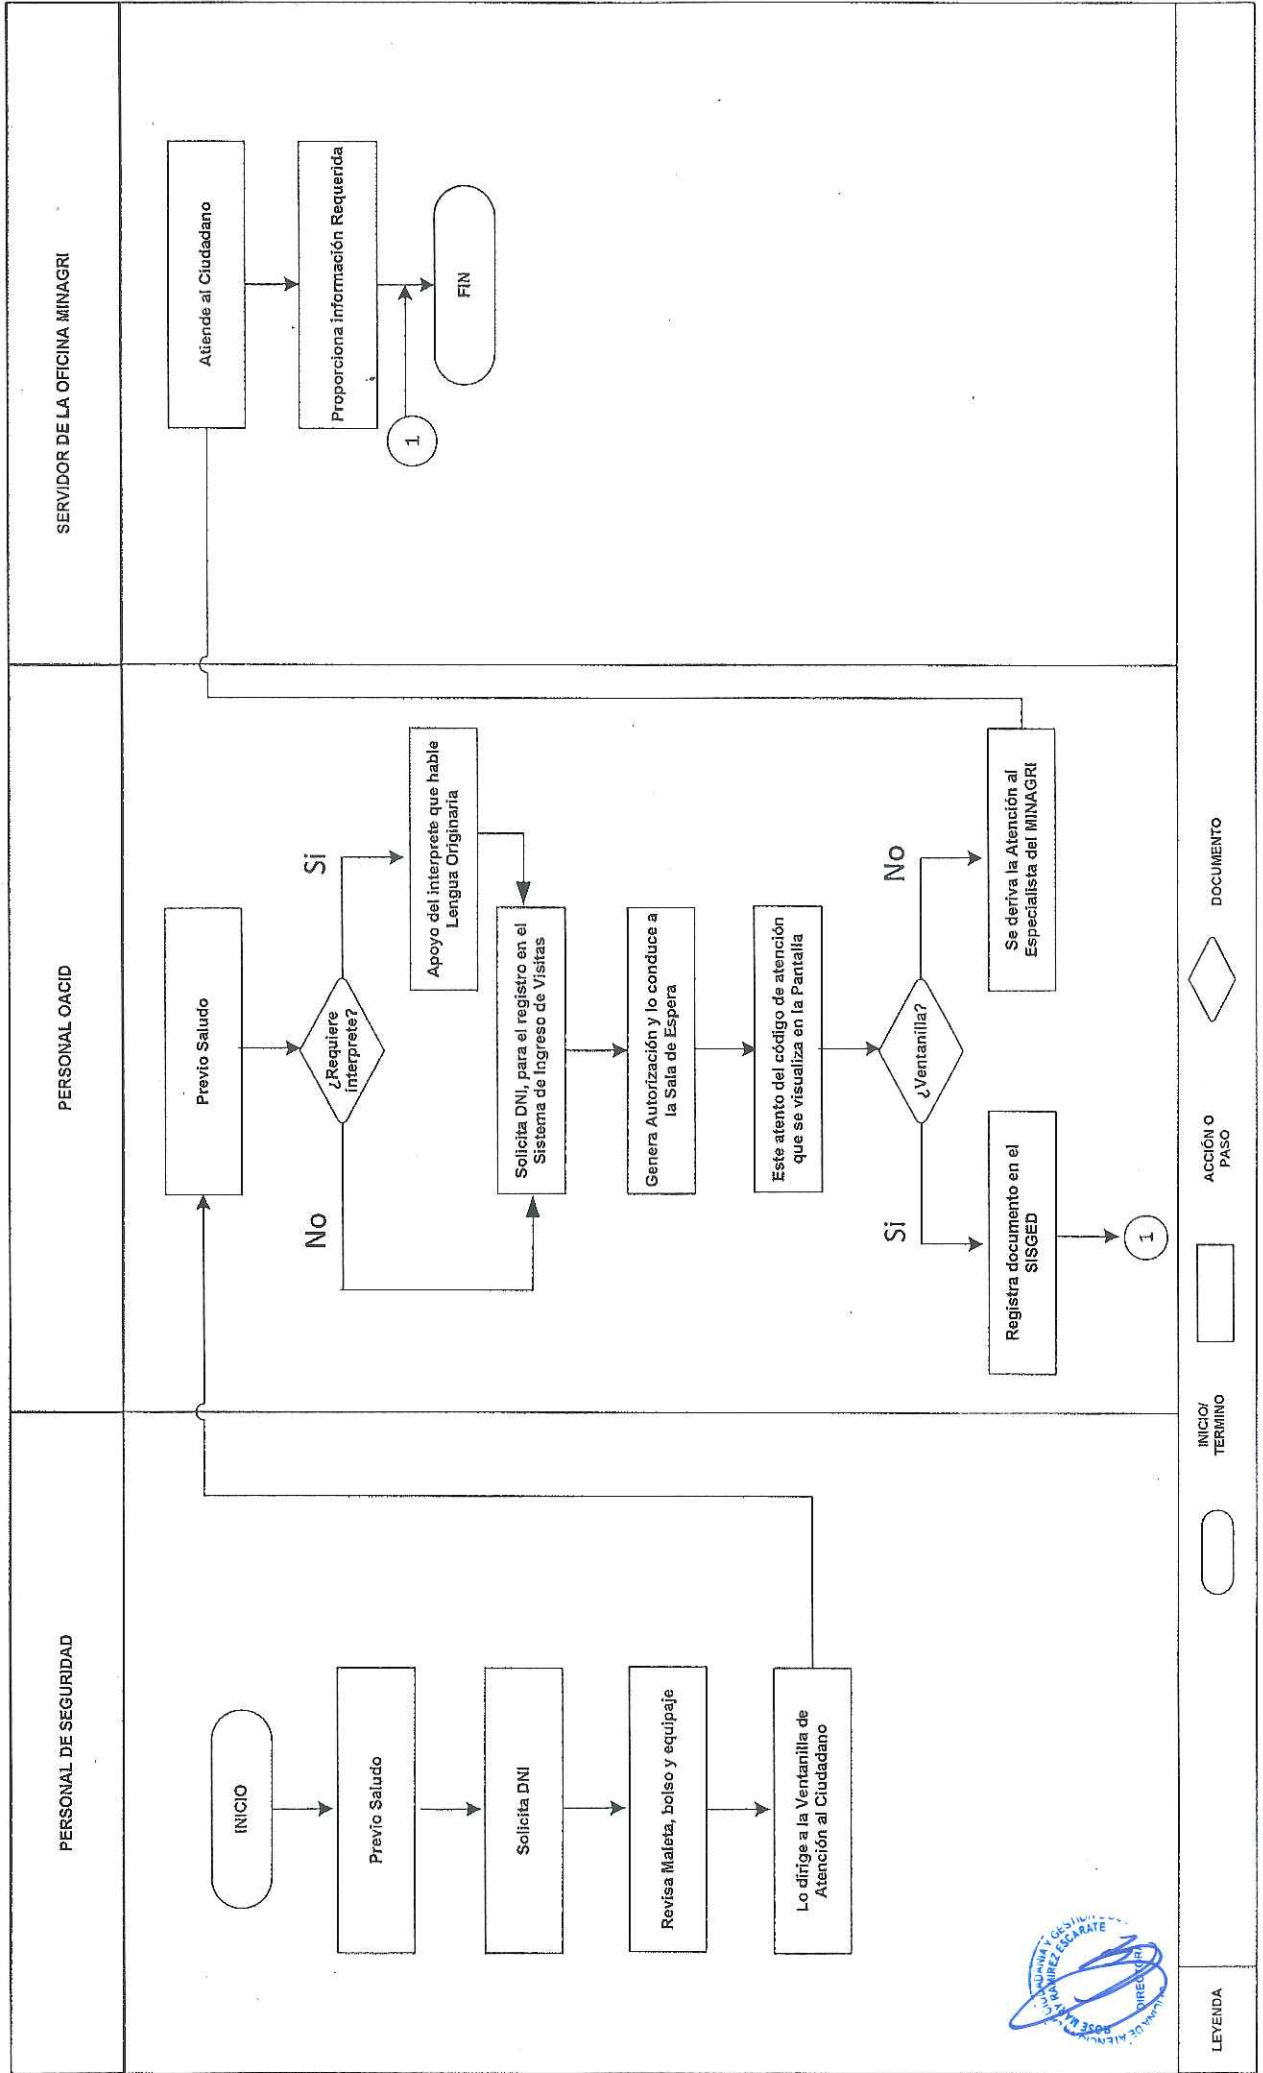 PERSONAL DE SEGURIDAD
INICIO
Previo Saludo
Solicita DNI
Revisa Maleta, bolso y equipaje
Lo dirige a la Ventanilla de
Atención al Ciudadano
PERSONAL OACID
Previo Saludo
¿Requiere
interprete?
No
Si
Apoyo del interprete que hable
Lengua Originaria
Solicita DNI, para el registro en el
Sistema de Ingreso de Visitas
Genera Autorización y lo conduce a
la Sala de Espera
Este atento del código de atención
que se visualiza en la Pantalla
¿Ventanilla?
Si
No
Registra documento en el
SISGED
1
Se deriva la Atención al
Especialista del MINAGRI
SERVIDOR DE LA OFICINA MINAGRI
Atiende al Ciudadano
Proporciona información Requerida
1
FIN
LEYENDA
INICIO/
TERMINO
ACCIÓN O
PASO
DOCUMENTO
ROSE MARY RAMIREZ ESCARATE
DIRECTORA